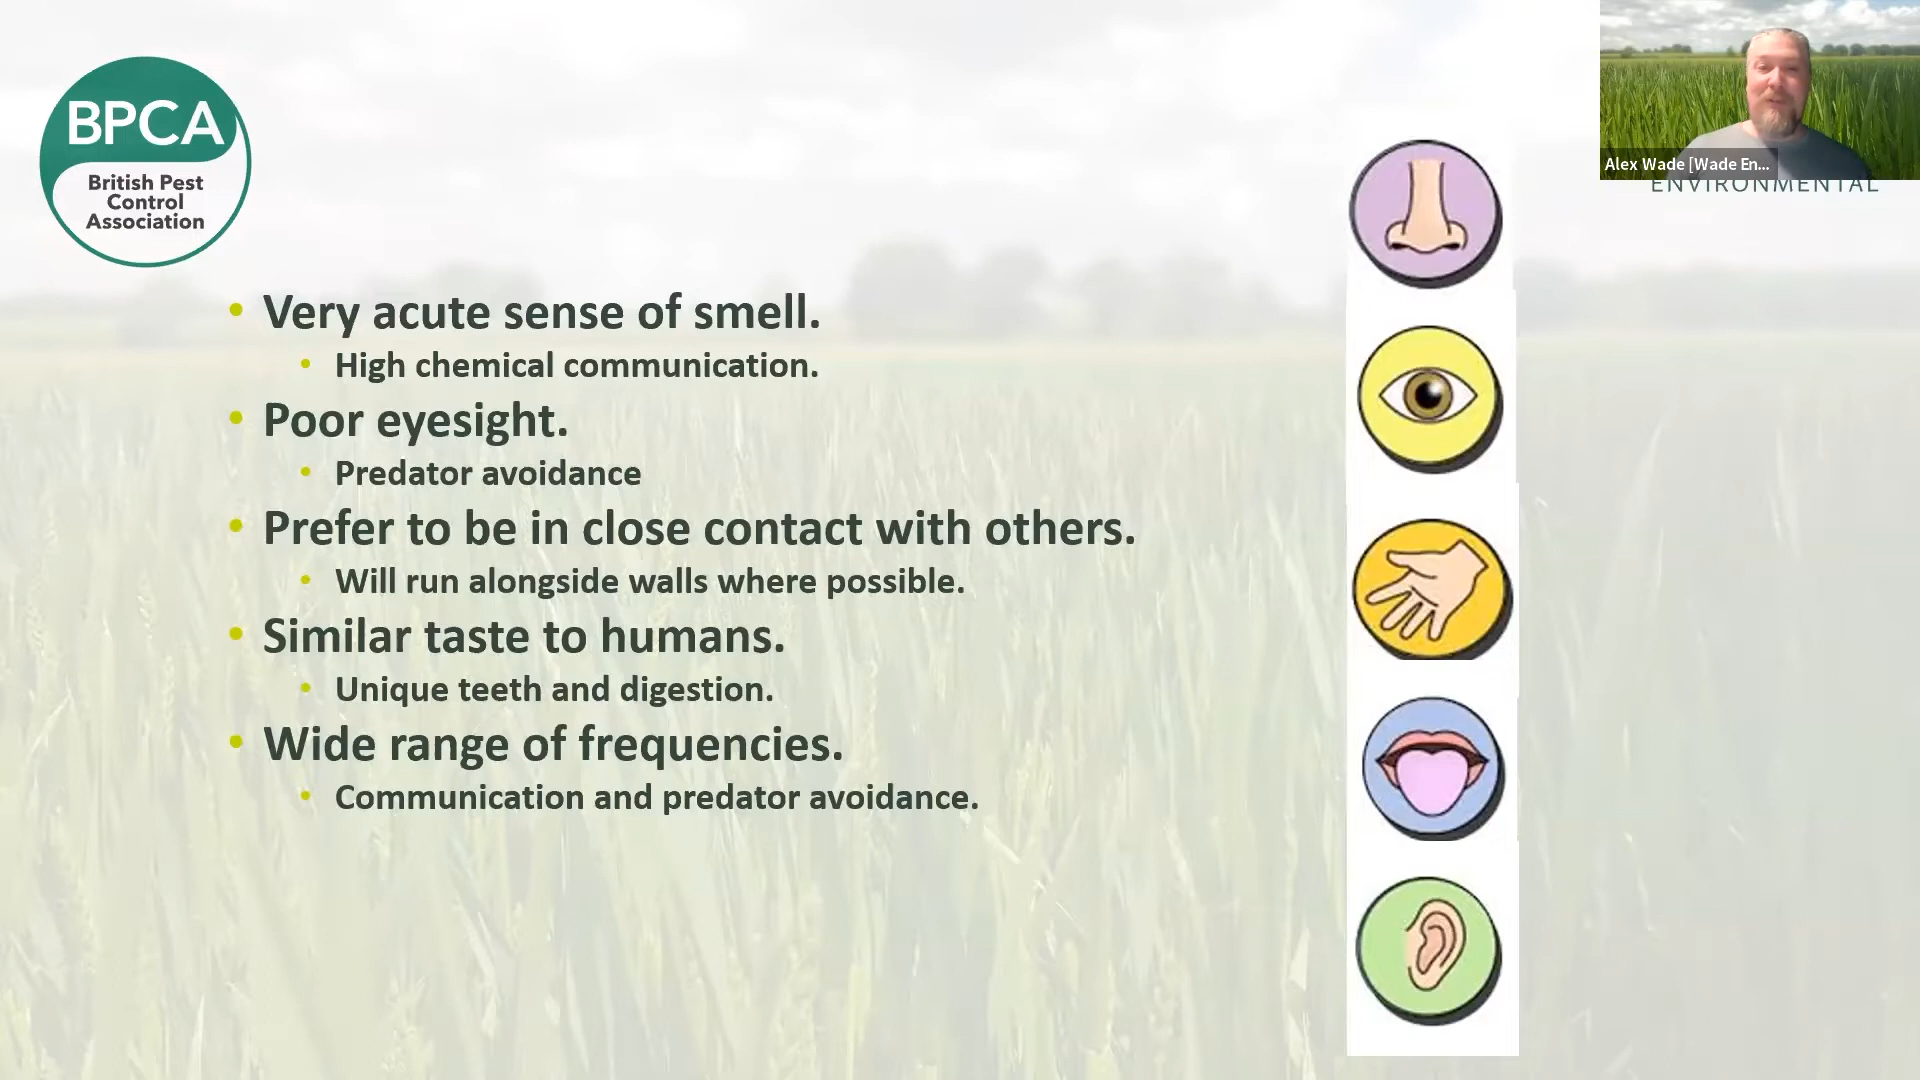 BPCA
British Pest
Control
Association
Alex Wade [Wade En...
ENVIRONMENTAL
• Very acute sense of smell.
• High chemical communication.
• Poor eyesight.
• Predator avoidance
• Prefer to be in close contact with others.
• Will run alongside walls where possible.
• Similar taste to humans.
• Unique teeth and digestion.
• Wide range of frequencies.
• Communication and predator avoidance.